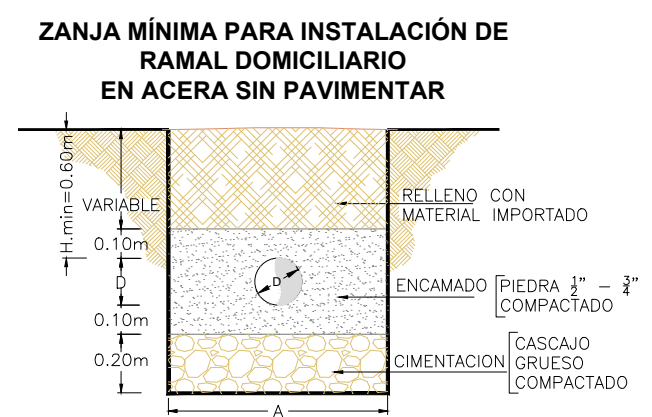 ZANJA MÍNIMA PARA INSTALACIÓN DE
RAMAL DOMICILIARIO
EN ACERA SIN PAVIMENTAR
H.min=0.60m
VARIABLE
0.10m
D
0.10m
0.20m
D
A
RELLENO CON
MATERIAL IMPORTADO
ENCAMADO
PIEDRA 1/2" - 3/4"
COMPACTADO
CIMENTACION
CASCAJO
GRUESO
COMPACTADO